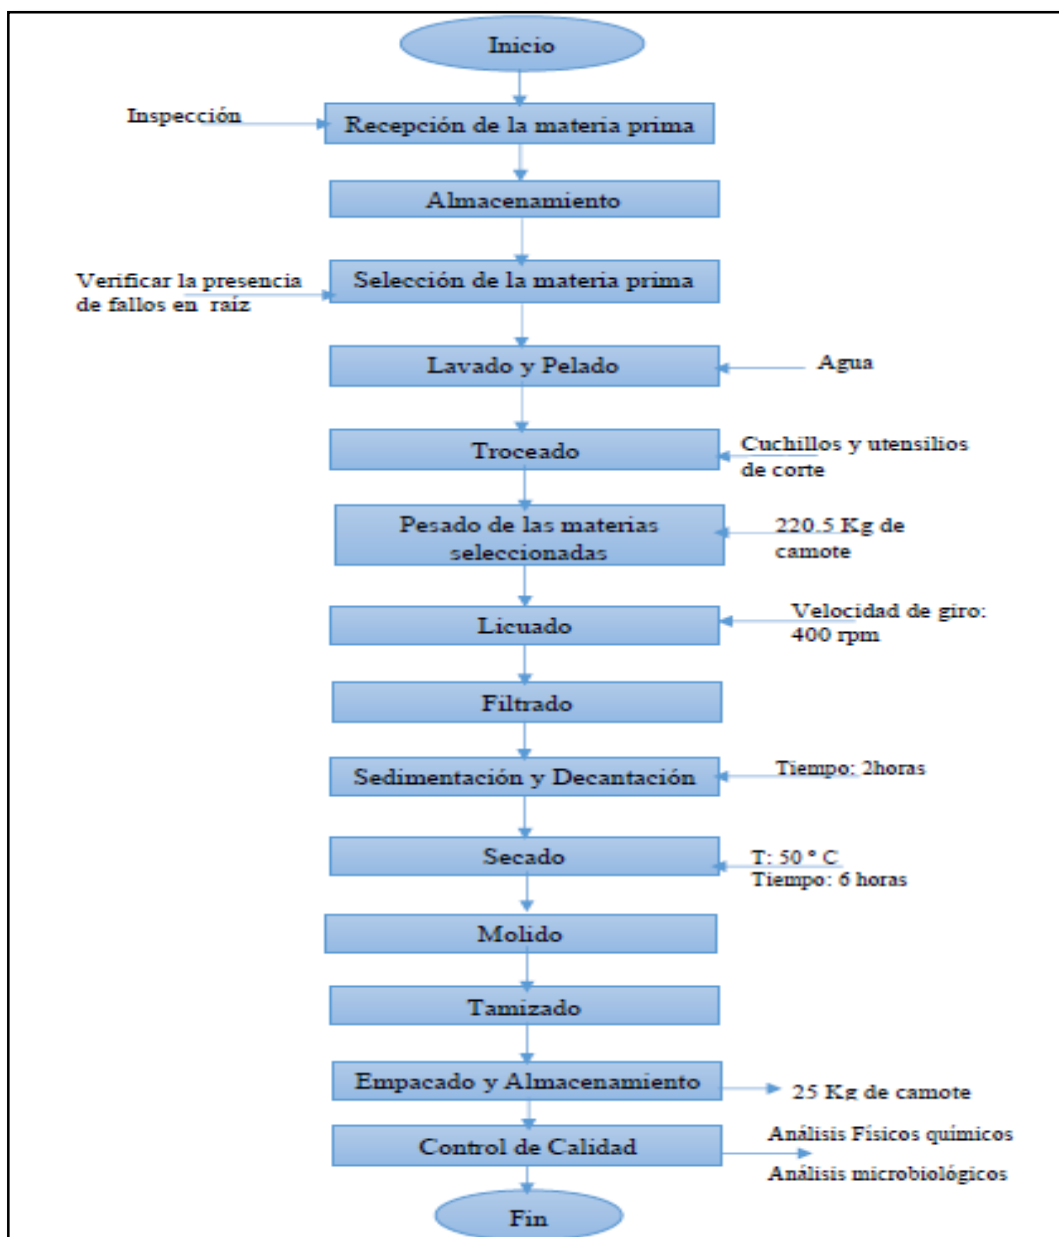 Inicio
Inspección
Recepción de la materia prima
Almacenamiento
Verificar la presencia
de fallos en raíz
Selección de la materia prima
Lavado y Pelado
Agua
Troceado
Cuchillos y utensilios
de corte
Pesado de las materias
seleccionadas
220.5 Kg de
camote
Licuado
Velocidad de giro:
400 rpm
Filtrado
Sedimentación y Decantación
Tiempo: 2horas
Secado
T: 50 ° C
Tiempo: 6 horas
Molido
Tamizado
Empacado y Almacenamiento
25 Kg de camote
Control de Calidad
Análisis Físicos químicos
Análisis microbiológicos
Fin